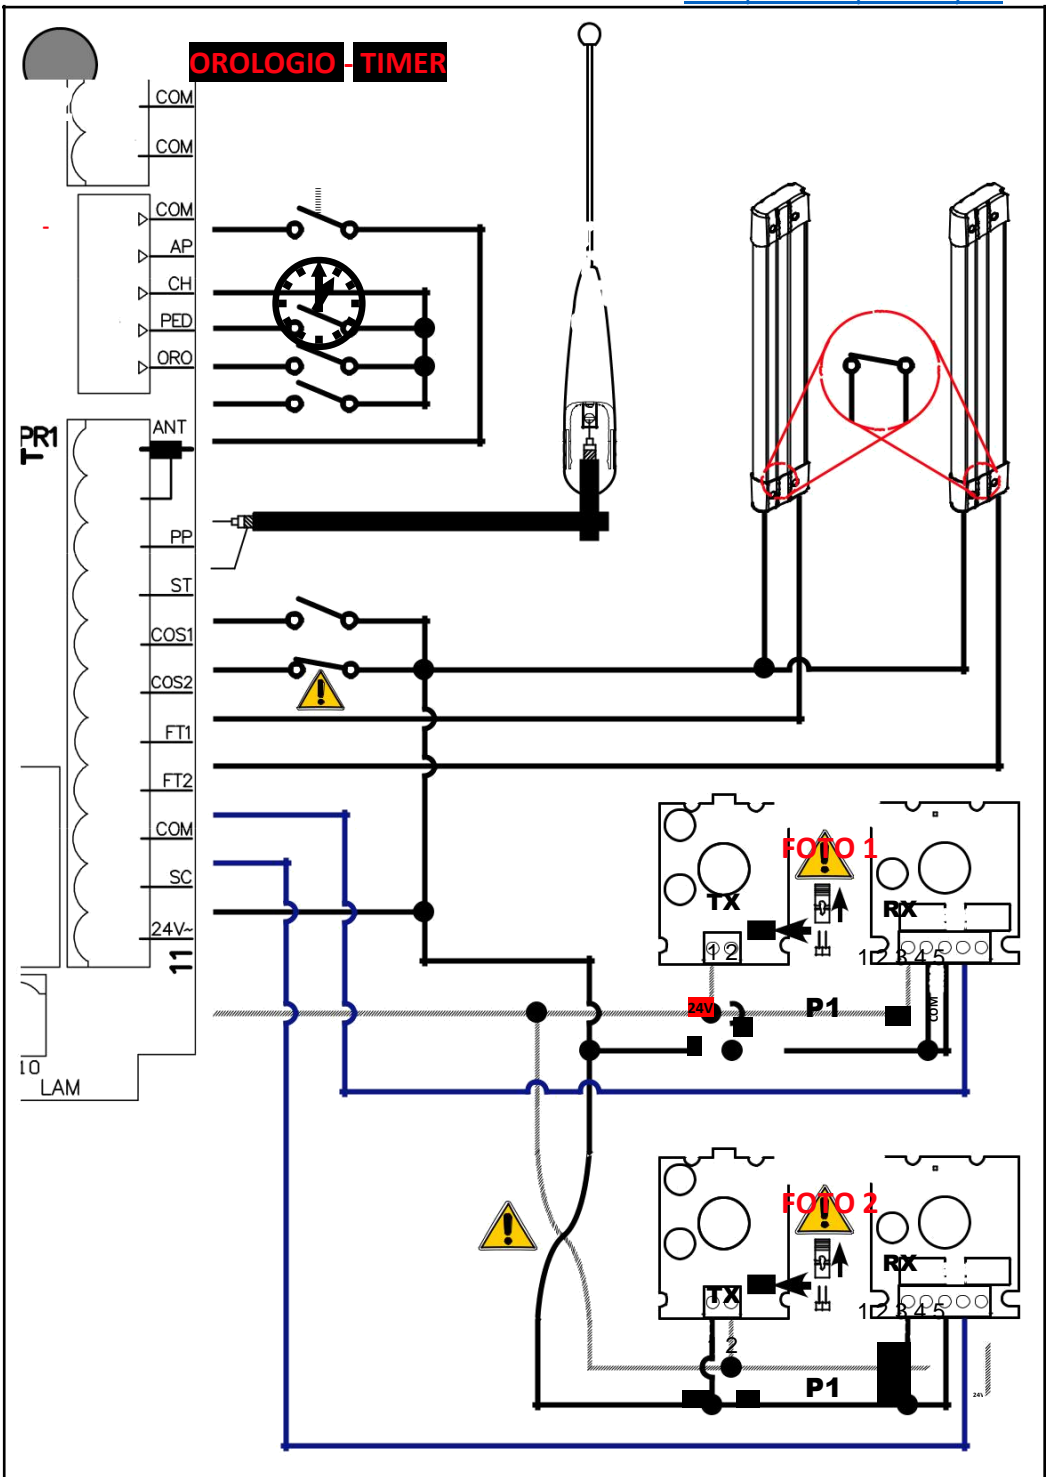 OROLOGIO - TIMER
COM
COM
COM
AP
CH
PED
ORO
ANT
PR1
T
PP
ST
COS1
COS2
FT1
FT2
COM
SC
24V~
11
10
LAM
FOTO 1
TX
RX
1 2
1 2 3 4 5
24V
P1
COM
FOTO 2
TX
RX
1 2 3 4 5
2
P1
24V